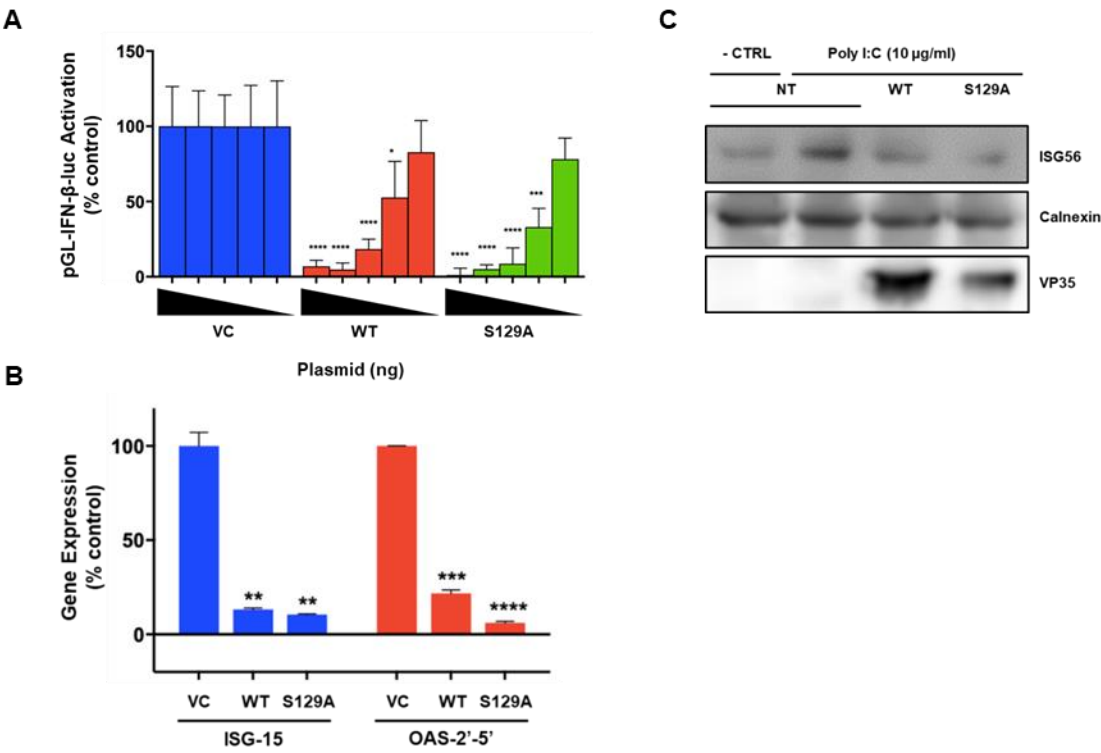 A
pGL-IFN-β-luc Activation
(% control)
150
100
50
0
**** **** **** *
**** **** **** ***
VC WT S129A
Plasmid (ng)
B
Gene Expression
(% control)
100
50
0
** ** *** ****
VC WT S129A VC WT S129A
ISG-15 OAS-2’-5’
C
- CTRL Poly I:C (10 µg/ml)
NT WT S129A
ISG56
Calnexin
VP35